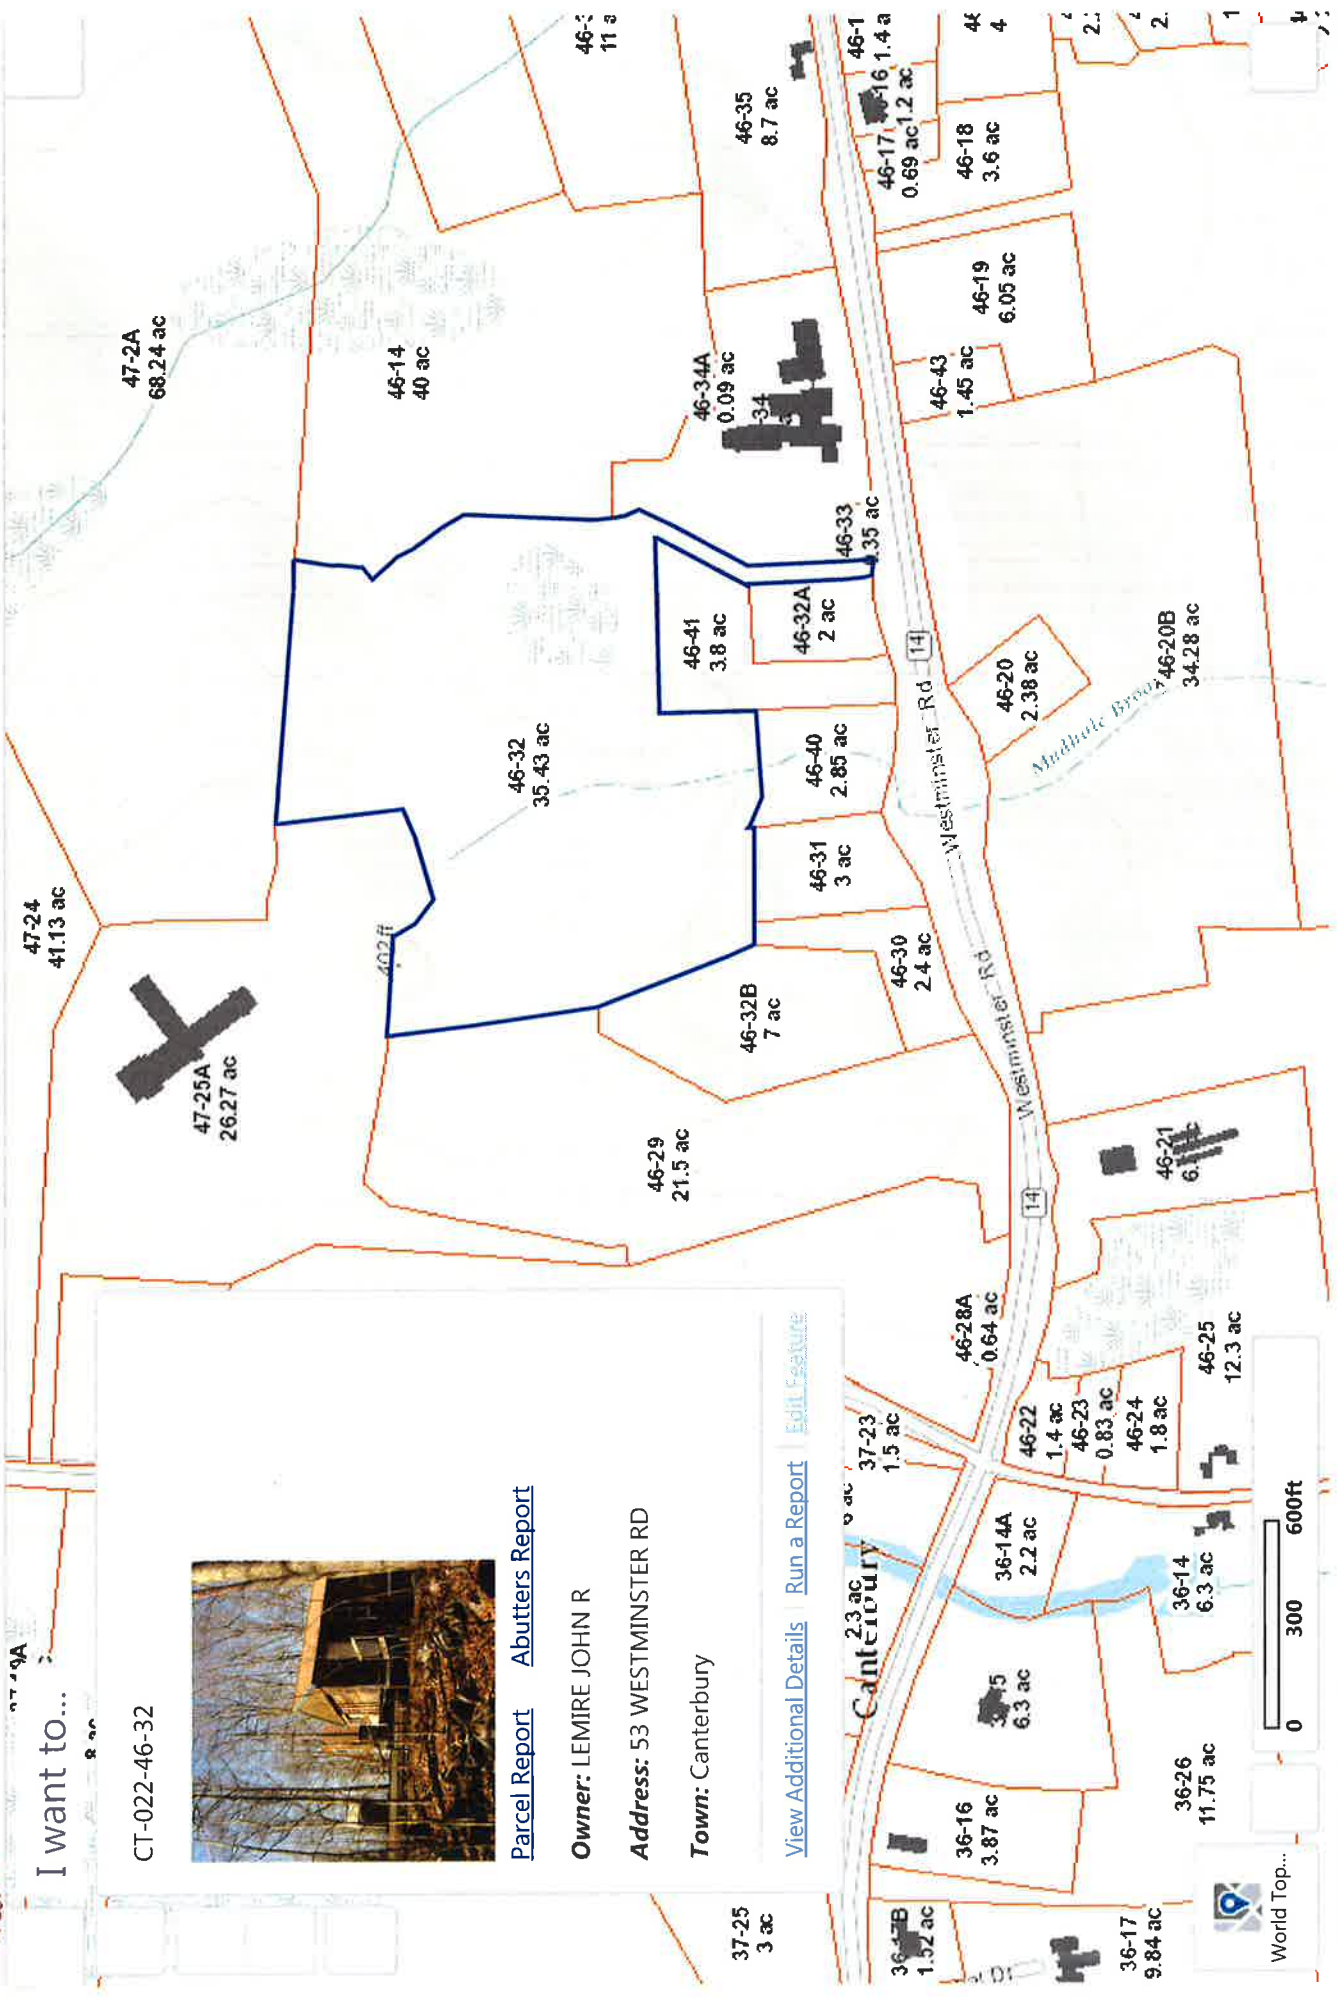 I want to...
CT-022-46-32
Parcel Report Abutters Report
Owner: LEMIRE JOHN R
Address: 53 WESTMINSTER RD
Town: Canterbury
View Additional Details | Run a Report | Edit Feature
47-24
41.13 ac
47-2A
68.24 ac
47-25A
26.27 ac
402 ft
46-14
40 ac
46-32
35.43 ac
46-29
21.5 ac
46-32B
7 ac
46-41
3.8 ac
46-34A
0.09 ac
34
46-35
8.7 ac
46-31
3 ac
46-40
2.85 ac
46-32A
2 ac
46-33
.35 ac
46-30
2.4 ac
46-1
1.4 a
16
1.2 ac
46-17
0.69 ac
46-18
3.6 ac
46-19
6.05 ac
46-43
1.45 ac
Westminster Rd
14
Westminster Rd
14
46-20
2.38 ac
Mudhole Brook
46-20B
34.28 ac
46-21
6.
46-28A
0.64 ac
37-23
1.5 ac
6 ac
2.3 ac
Canterbury
46-22
1.4 ac
46-23
0.83 ac
46-24
1.8 ac
46-25
12.3 ac
36-14A
2.2 ac
36-14
6.3 ac
5
6.3 ac
36-16
3.87 ac
36-26
11.75 ac
37-25
3 ac
1.52 ac
36-17
9.84 ac
0 300 600ft
World Top...